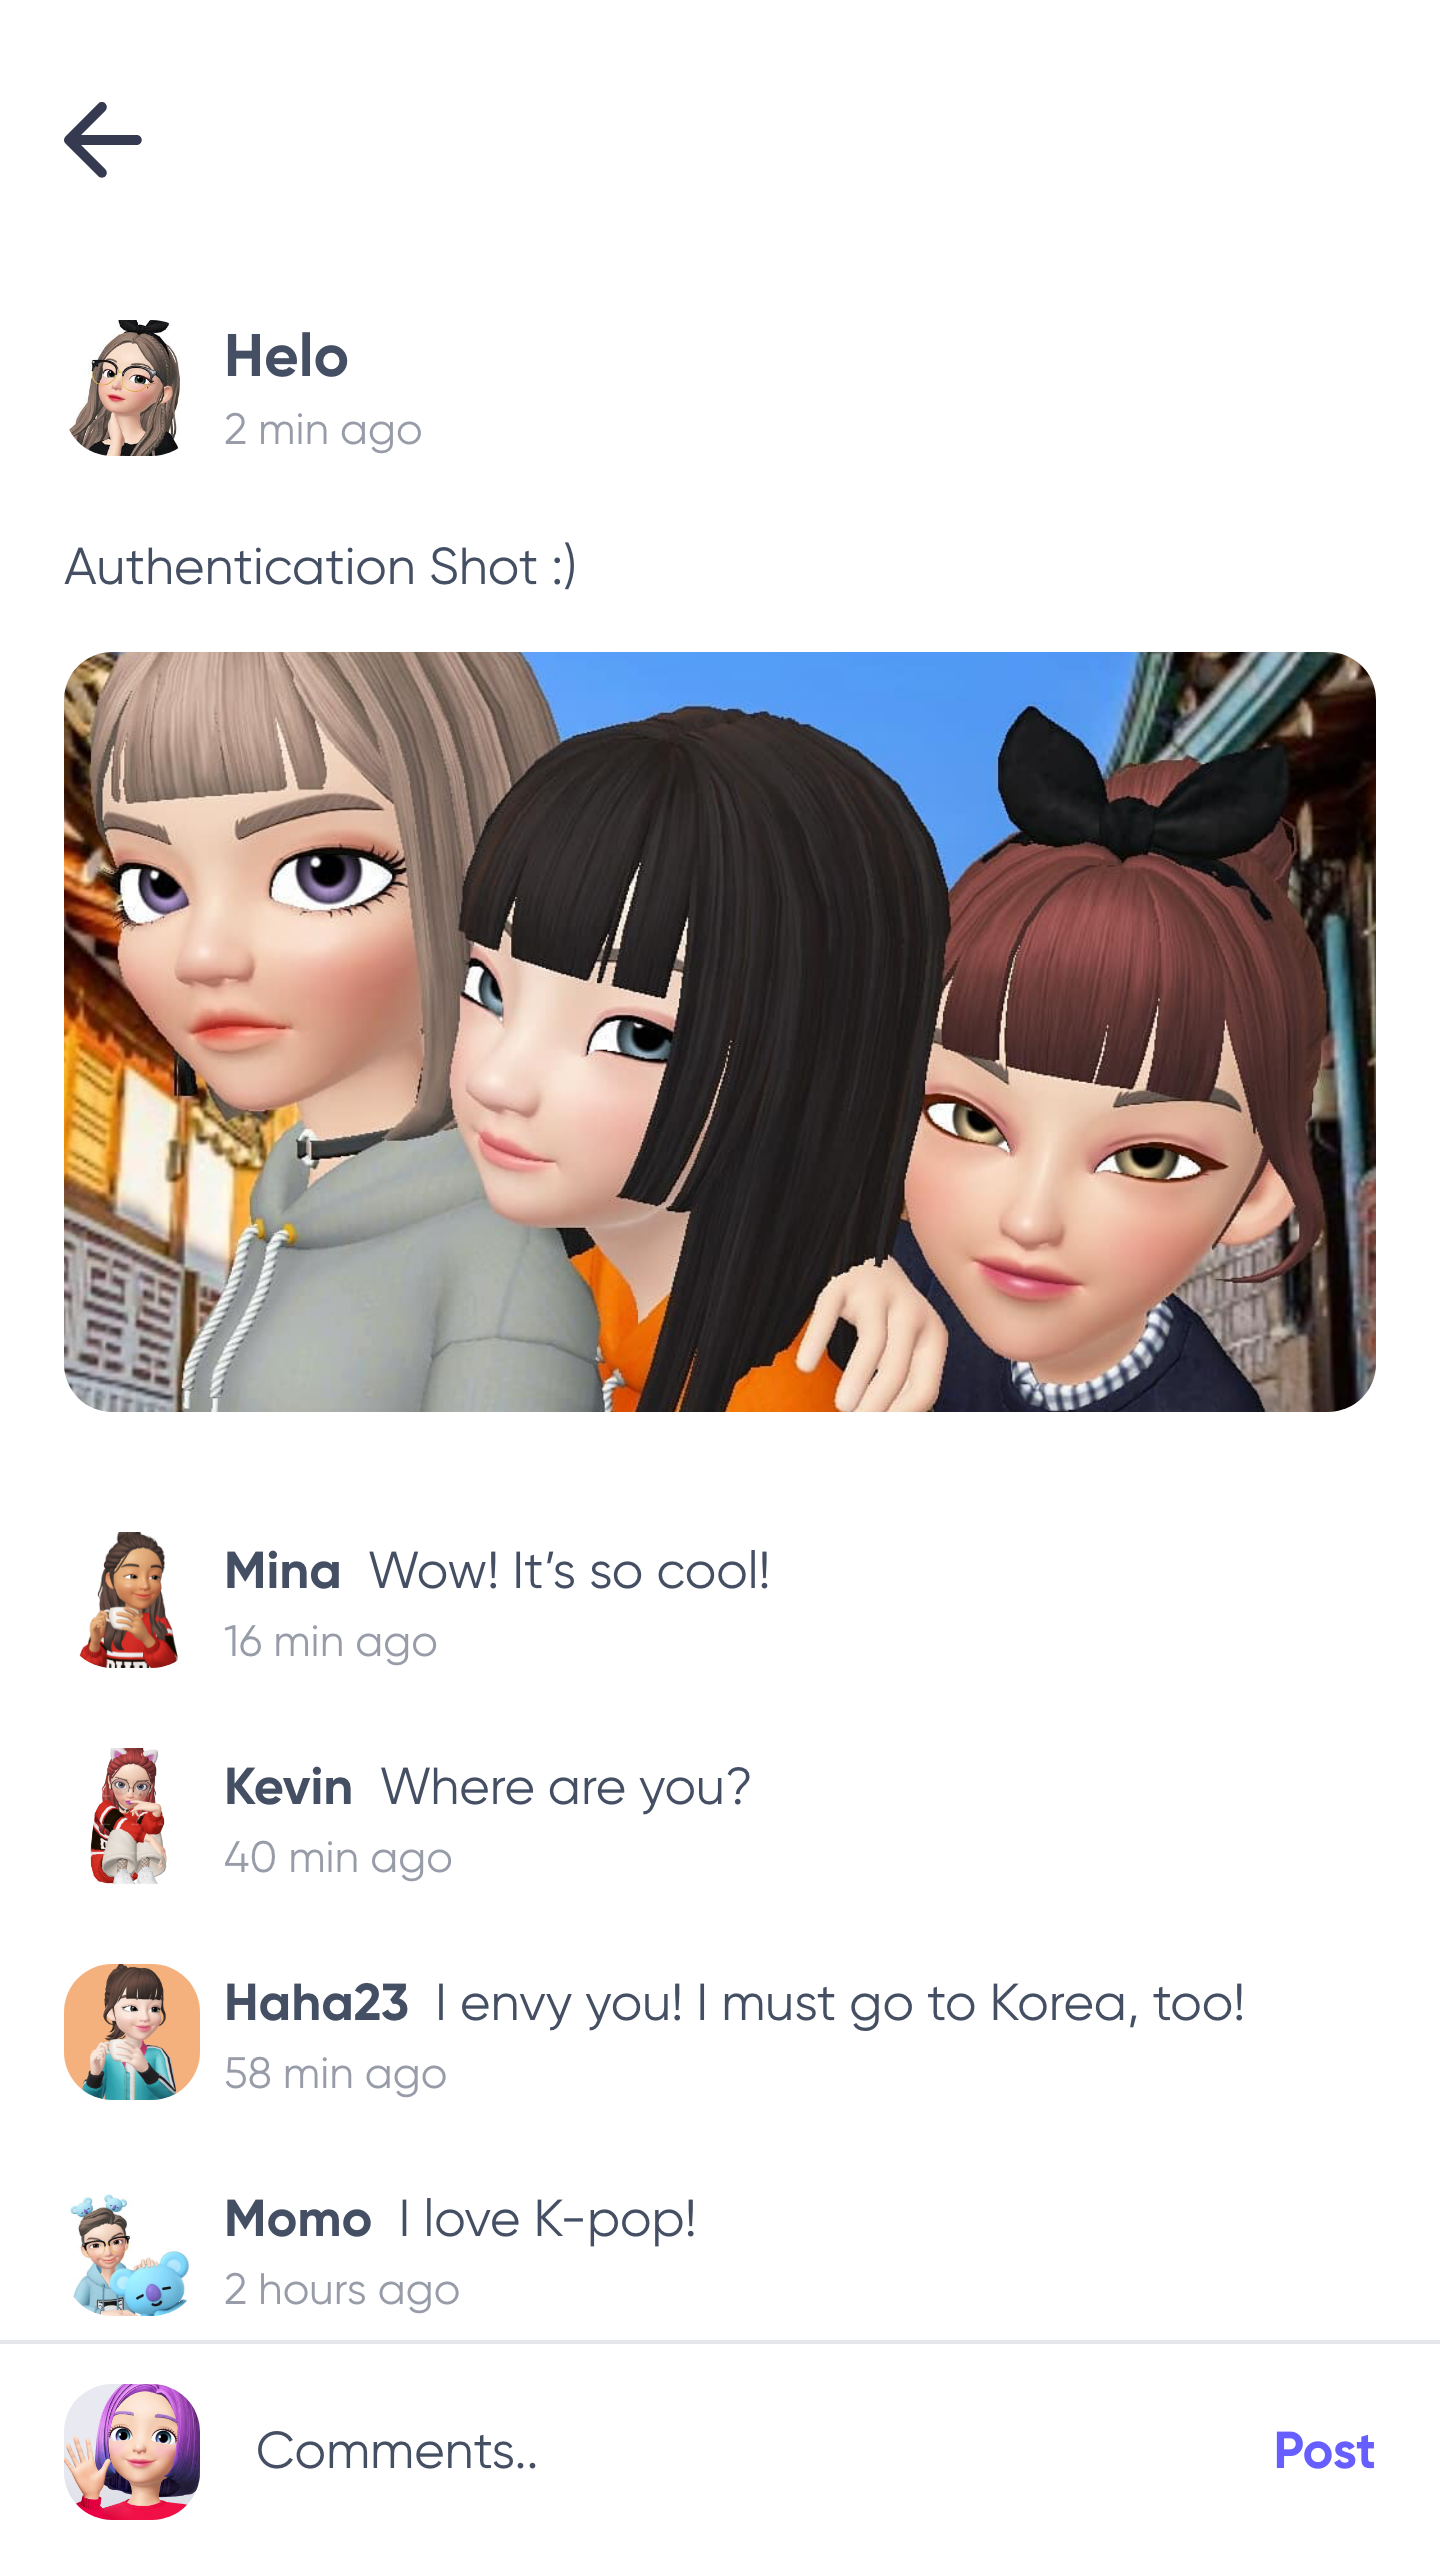 Helo
2 min ago
Authentication Shot :)
Mina Wow! It’s so cool!
16 min ago
Kevin Where are you?
40 min ago
Haha23 I envy you! I must go to Korea, too!
58 min ago
Momo I love K-pop!
2 hours ago
Comments.. Post